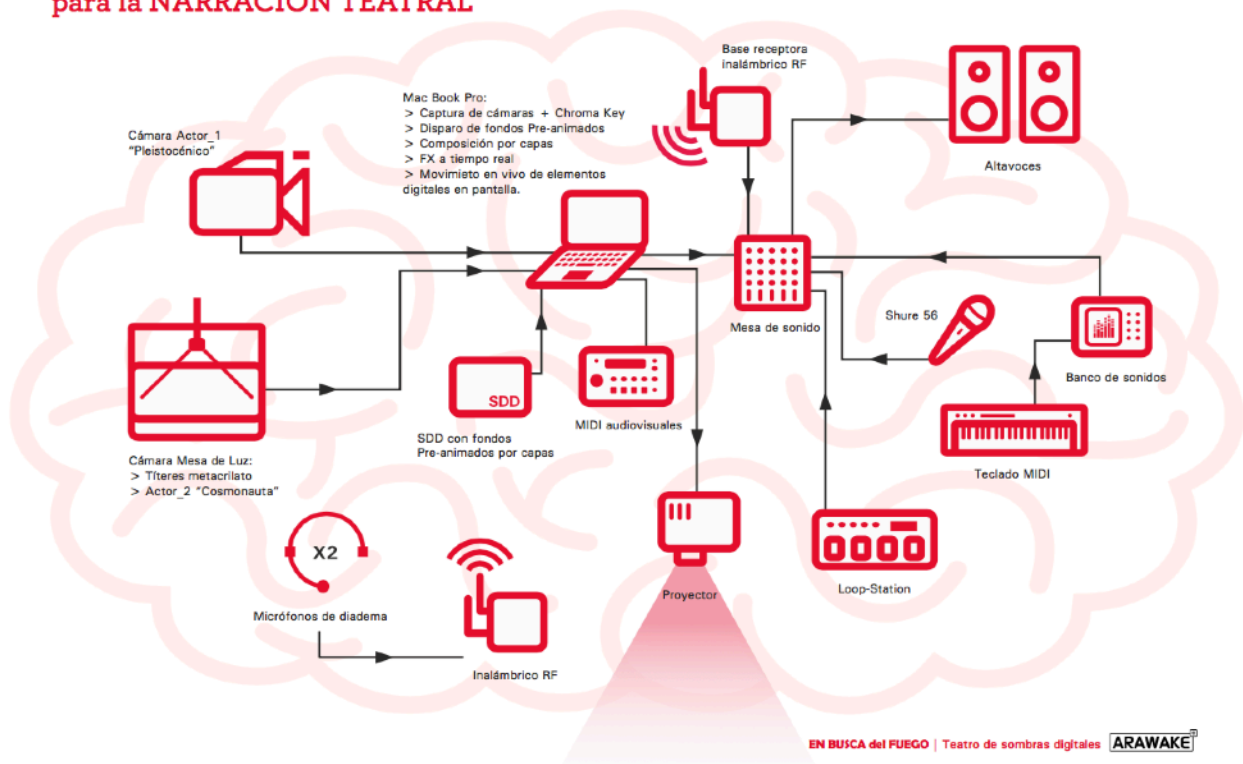 para la NARRACIÓN TEATRAL
Base receptora
inalámbrico RF
Mac Book Pro:
> Captura de cámaras + Chroma Key
> Disparo de fondos Pre-animados
> Composición por capas
> FX a tiempo real
> Movimieto en vivo de elementos
digitales en pantalla.
Cámara Actor_1
"Pleistocénico"
Altavoces
Mesa de sonido
Shure 56
Banco de sonidos
SDD
MIDI audiovisuales
SDD con fondos
Pre-animados por capas
Cámara Mesa de Luz:
> Títeres metacrilato
> Actor_2 "Cosmonauta"
Teclado MIDI
X2
Micrófonos de diadema
Inalámbrico RF
Proyector
Loop-Station
EN BUSCA del FUEGO | Teatro de sombras digitales ARAWAKE